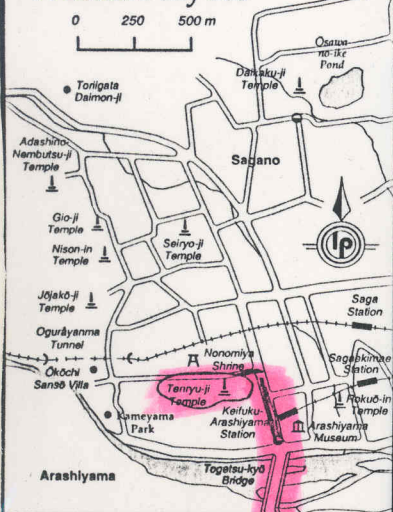 0 250 500 m
Osawa
no-ike
Pond
Daikaku-ji
Temple
Toriigata
Daimon-ji
Adashino-
Nembutsu-ji
Temple
Sagano
Gio-ji
Temple
Seiryo-ji
Temple
Nison-in
Temple
lp
Jōjakō-ji
Temple
Saga
Station
Ogurayanma
Tunnel
Nonomiya
Shrine
Sagaekimae
Station
Ōkōchi
Sansō Villa
Tenryu-ji
Temple
Rokuō-in
Temple
Keifuku-
Arashiyama
Station
Kameyama
Park
Arashiyama
Museum
Togetsu-kyō
Bridge
Arashiyama